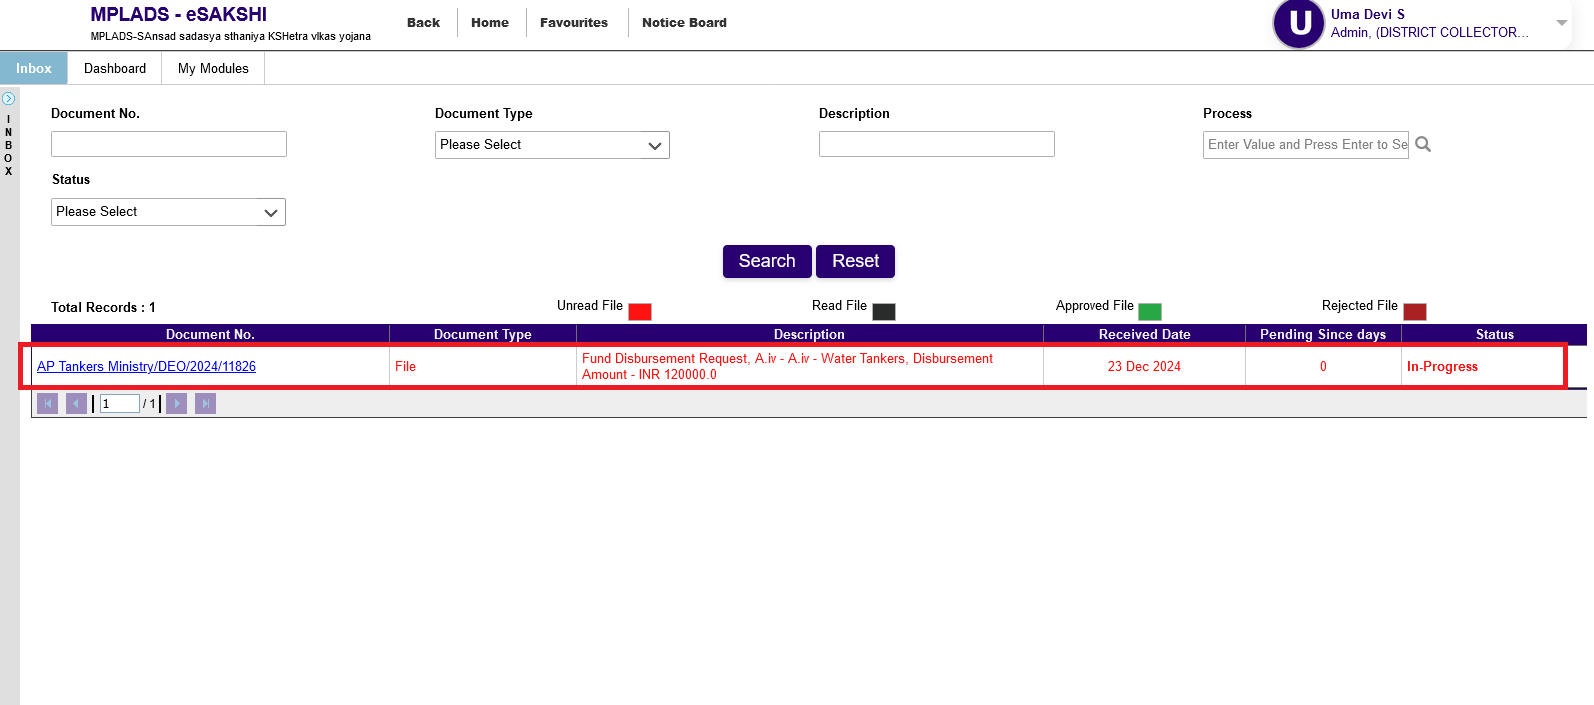 MPLADS - eSAKSHI
MPLADS-SAnsad sadasya sthaniya KSHetra vIkas yojana
Back Home Favourites Notice Board
U
Uma Devi S
Admin, (DISTRICT COLLECTOR...
Inbox Dashboard My Modules
INBOX
Document No. Document Type Description Process
Please Select Enter Value and Press Enter to Se
Status
Please Select
Search Reset
Total Records : 1 Unread File Read File Approved File Rejected File
Document No. Document Type Description Received Date Pending Since days Status
AP Tankers Ministry/DEO/2024/11826 File Fund Disbursement Request, A.iv - A.iv - Water Tankers, Disbursement 23 Dec 2024 0 In-Progress
Amount - INR 120000.0
1 / 1